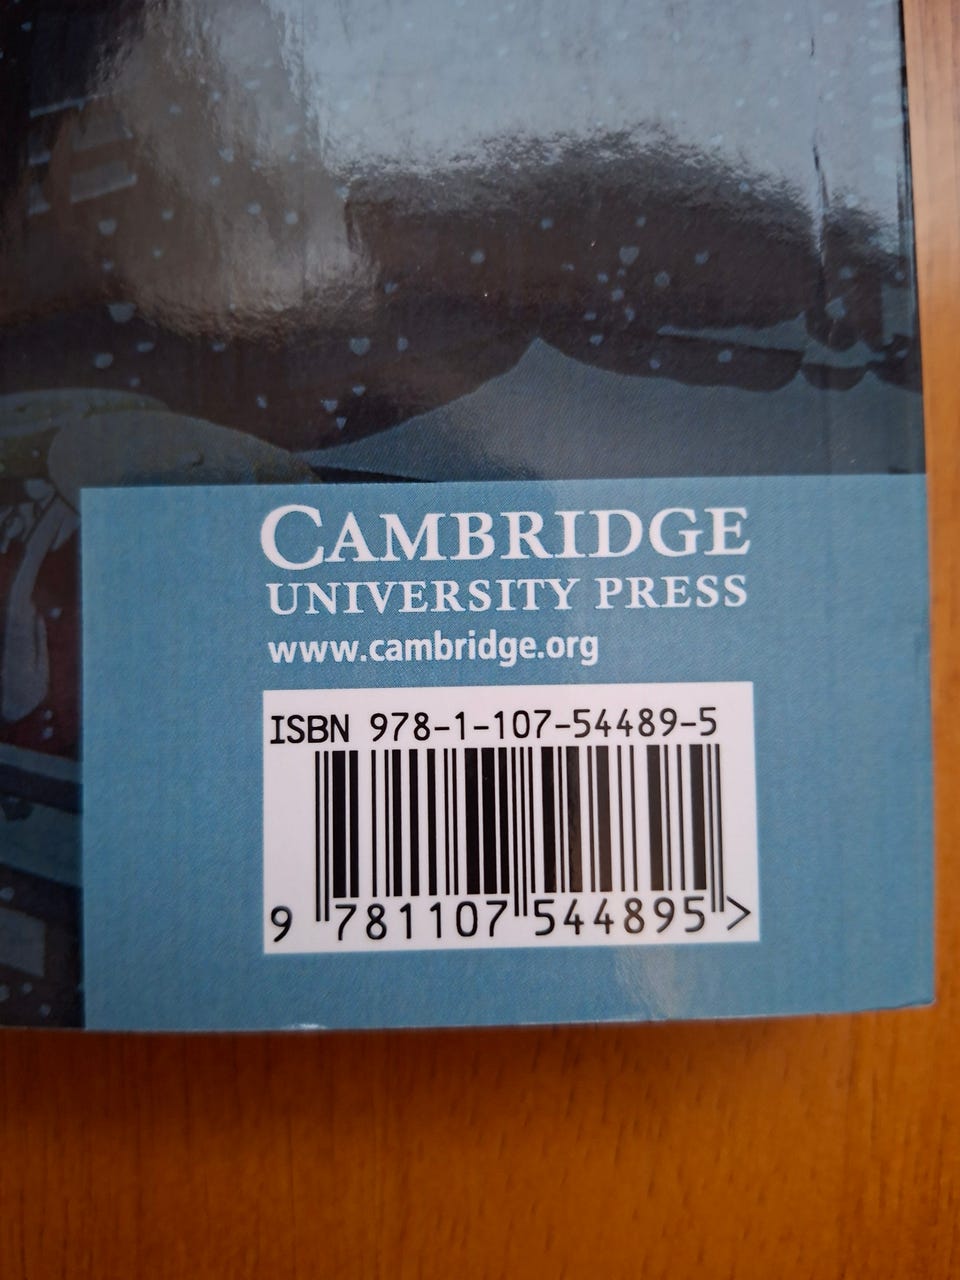 CAMBRIDGE
UNIVERSITY PRESS
www.cambridge.org
ISBN 978-1-107-54489-5
9 781107 544895 >